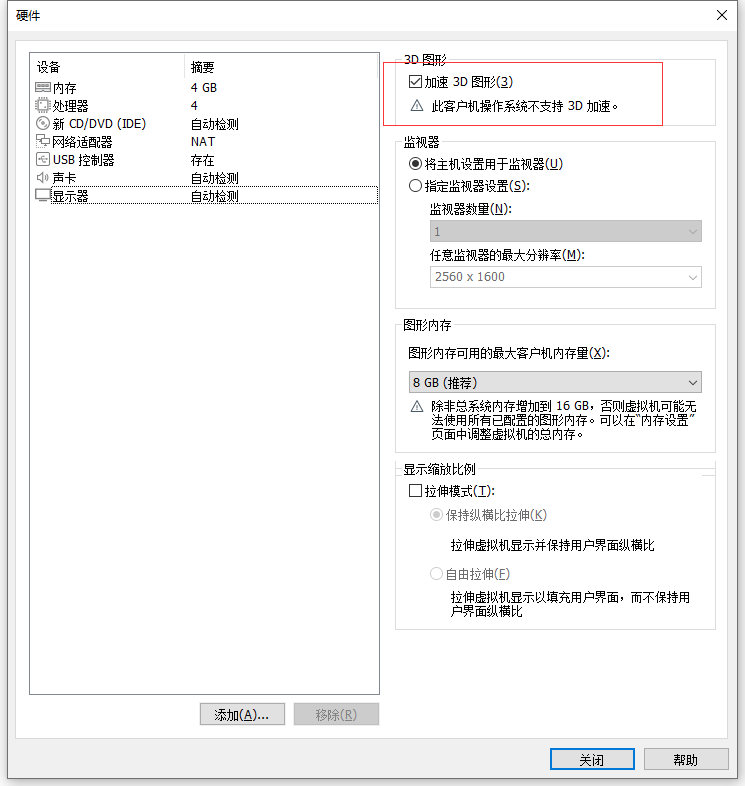 硬件
设备 摘要
内存 4 GB
处理器 4
新 CD/DVD (IDE) 自动检测
网络适配器 NAT
USB 控制器 存在
声卡 自动检测
显示器 自动检测
添加(A)... 移除(R)
3D 图形
加速 3D 图形(3)
此客户机操作系统不支持 3D 加速。
监视器
将主机设置用于监视器(U)
指定监视器设置(S):
监视器数量(N):
1
任意监视器的最大分辨率(M):
2560 x 1600
图形内存
图形内存可用的最大客户机内存量(X):
8 GB (推荐)
除非总系统内存增加到 16 GB，否则虚拟机可能无
法使用所有已配置的图形内存。可以在“内存设置”
页面中调整虚拟机的总内存。
显示缩放比例
拉伸模式(T):
保持纵横比拉伸(K)
拉伸虚拟机显示并保持用户界面纵横比
自由拉伸(F)
拉伸虚拟机显示以填充用户界面，而不保持用
户界面纵横比
关闭 帮助